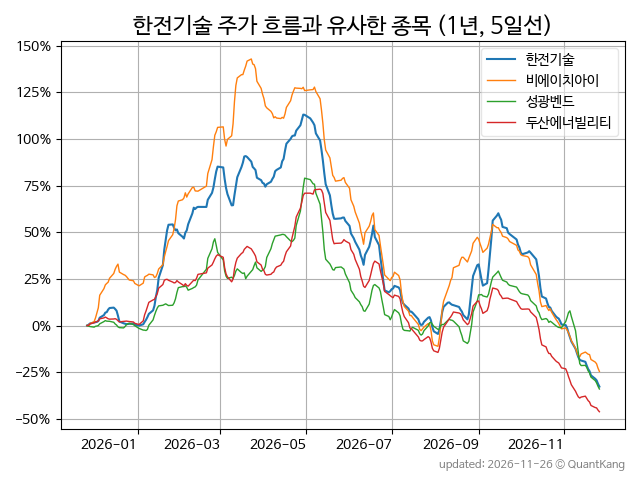 한전기술 주가 흐름과 유사한 종목 (1년, 5일선)
한전기술
비에이치아이
성광벤드
두산에너빌리티
150%
125%
100%
75%
50%
25%
0%
−25%
−50%
2026-01
2026-03
2026-05
2026-07
2026-09
2026-11
updated: 2026-11-26 © QuantKang